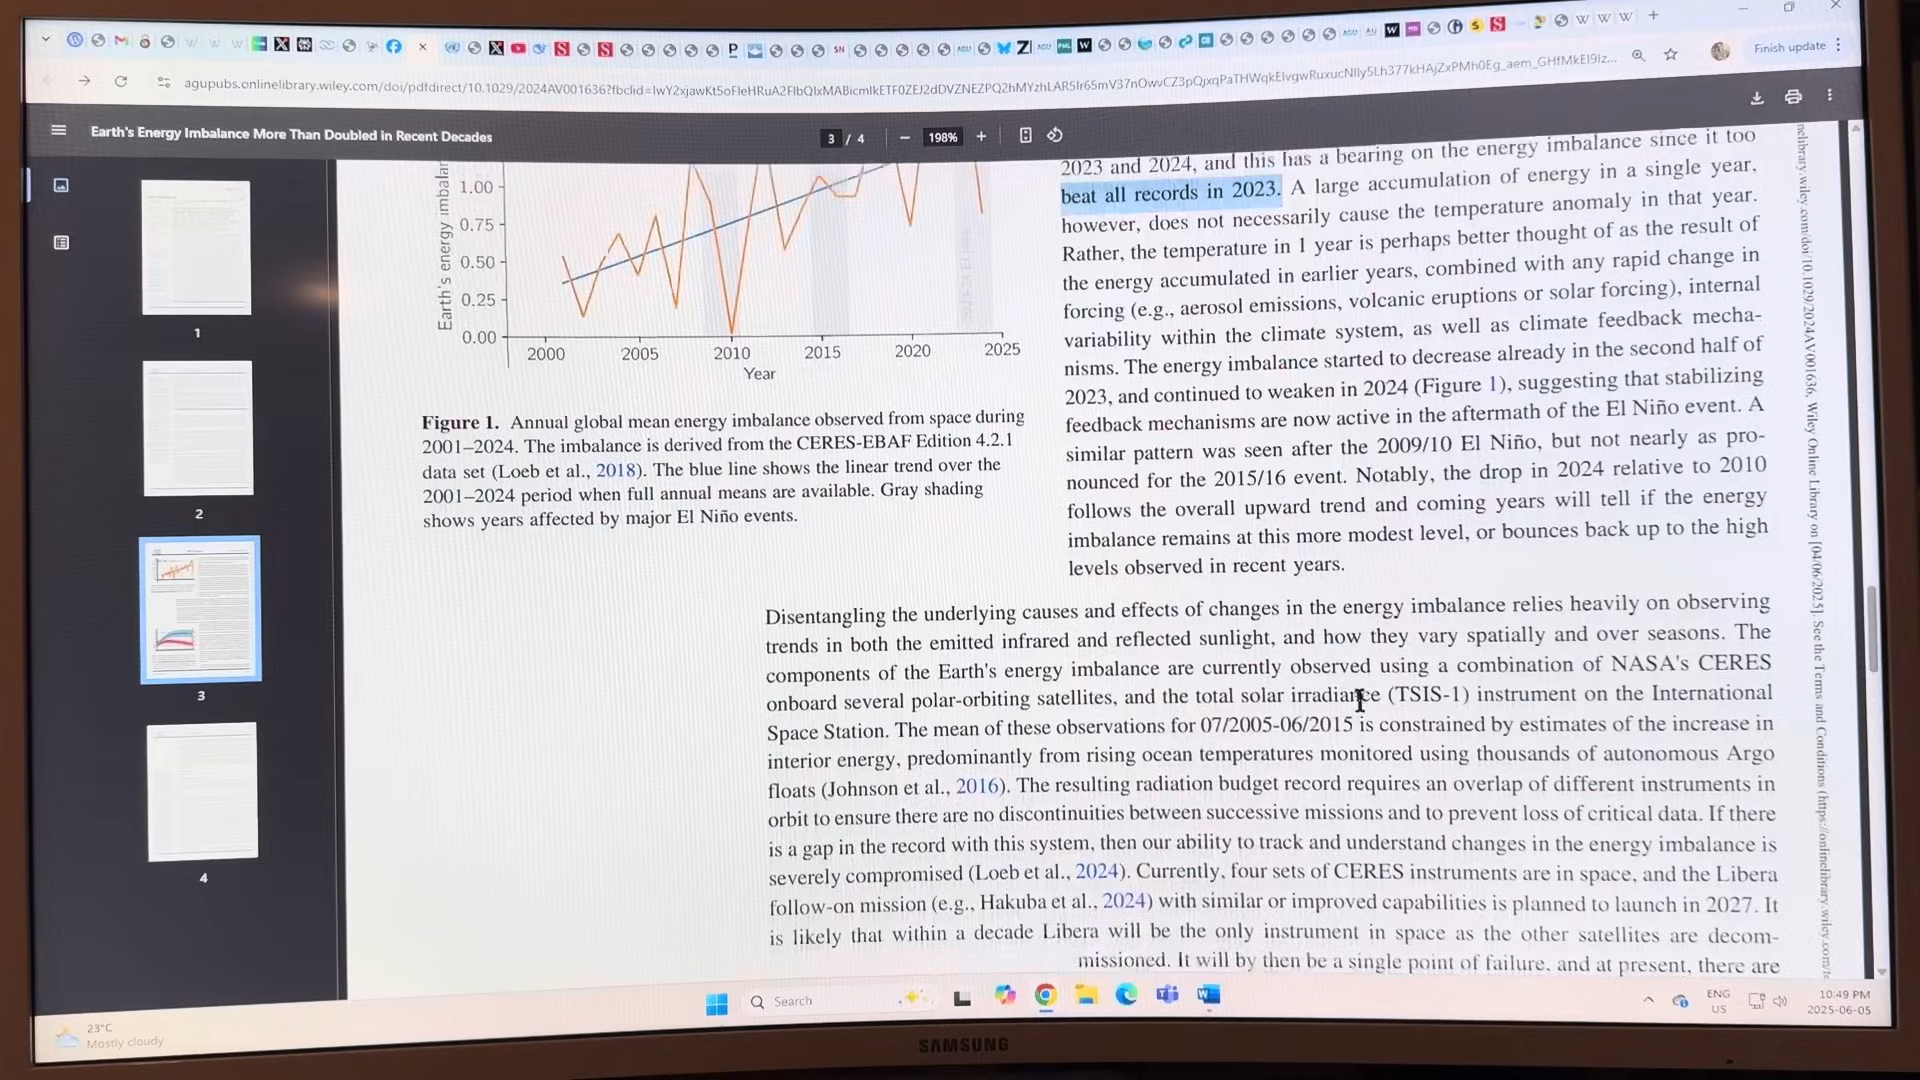 Finish update
agupubs.onlinelibrary.wiley.com/doi/pdfdirect/10.1029/2024AV001636?fbclid=
Earth's Energy Imbalance More Than Doubled in Recent Decades
3 / 4
198%
1
2
3
4
Earth's energy imbalan
1.00
0.75
0.50
0.25
0.00
2000 2005 2010 2015 2020 2025
Year
Figure 1. Annual global mean energy imbalance observed from space during
2001–2024. The imbalance is derived from the CERES-EBAF Edition 4.2.1
data set (Loeb et al., 2018). The blue line shows the linear trend over the
2001–2024 period when full annual means are available. Gray shading
shows years affected by major El Niño events.
2023 and 2024, and this has a bearing on the energy imbalance since it too
beat all records in 2023. A large accumulation of energy in a single year,
however, does not necessarily cause the temperature anomaly in that year.
Rather, the temperature in 1 year is perhaps better thought of as the result of
the energy accumulated in earlier years, combined with any rapid change in
forcing (e.g., aerosol emissions, volcanic eruptions or solar forcing), internal
variability within the climate system, as well as climate feedback mecha-
nisms. The energy imbalance started to decrease already in the second half of
2023, and continued to weaken in 2024 (Figure 1), suggesting that stabilizing
feedback mechanisms are now active in the aftermath of the El Niño event. A
similar pattern was seen after the 2009/10 El Niño, but not nearly as pro-
nounced for the 2015/16 event. Notably, the drop in 2024 relative to 2010
follows the overall upward trend and coming years will tell if the energy
imbalance remains at this more modest level, or bounces back up to the high
levels observed in recent years.
Disentangling the underlying causes and effects of changes in the energy imbalance relies heavily on observing
trends in both the emitted infrared and reflected sunlight, and how they vary spatially and over seasons. The
components of the Earth's energy imbalance are currently observed using a combination of NASA's CERES
onboard several polar-orbiting satellites, and the total solar irradiance (TSIS-1) instrument on the International
Space Station. The mean of these observations for 07/2005-06/2015 is constrained by estimates of the increase in
interior energy, predominantly from rising ocean temperatures monitored using thousands of autonomous Argo
floats (Johnson et al., 2016). The resulting radiation budget record requires an overlap of different instruments in
orbit to ensure there are no discontinuities between successive missions and to prevent loss of critical data. If there
is a gap in the record with this system, then our ability to track and understand changes in the energy imbalance is
severely compromised (Loeb et al., 2024). Currently, four sets of CERES instruments are in space, and the Libera
follow-on mission (e.g., Hakuba et al., 2024) with similar or improved capabilities is planned to launch in 2027. It
is likely that within a decade Libera will be the only instrument in space as the other satellites are decom-
missioned. It will by then be a single point of failure, and at present, there are
nelibrary.wiley.com/doi/10.1029/2024AV001636, Wiley Online Library on [04/06/2025]. See the Terms and Conditions (https://onlinelibrary.wiley.com/te
23°C
Mostly cloudy
Search
ENG
US
10:49 PM
2025-06-05
SAMSUNG